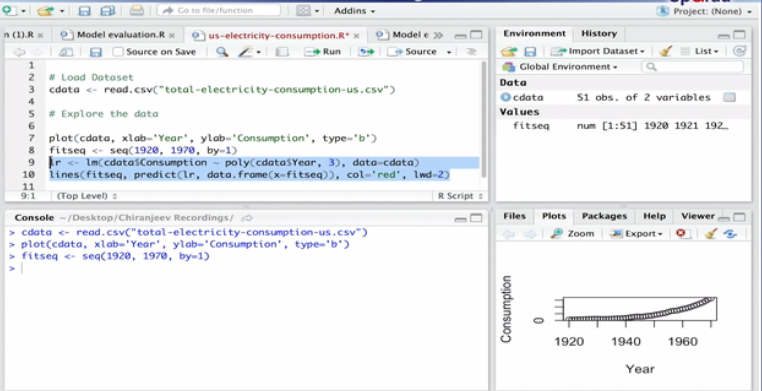 Go to file/function
Addins
Project: (None)
n (1).R
Model evaluation.R
us-electricity-consumption.R*
Model e
Source on Save
Run
Source
1
2 # Load Dataset
3 cdata <- read.csv("total-electricity-consumption-us.csv")
4
5 # Explore the data
6
7 plot(cdata, xlab='Year', ylab='Consumption', type='b')
8 fitseq <- seq(1920, 1970, by=1)
9 lr <- lm(cdata$Consumption ~ poly(cdata$Year, 3), data=cdata)
10 lines(fitseq, predict(lr, data.frame(x=fitseq)), col='red', lwd=2)
11
9:1 (Top Level) R Script
Console ~/Desktop/Chiranjeev Recordings/
> cdata <- read.csv("total-electricity-consumption-us.csv")
> plot(cdata, xlab='Year', ylab='Consumption', type='b')
> fitseq <- seq(1920, 1970, by=1)
>
Environment History
Import Dataset List
Global Environment
Data
cdata 51 obs. of 2 variables
Values
fitseq num [1:51] 1920 1921 192…
Files Plots Packages Help Viewer
Zoom Export
Consumption
0
1920 1940 1960
Year